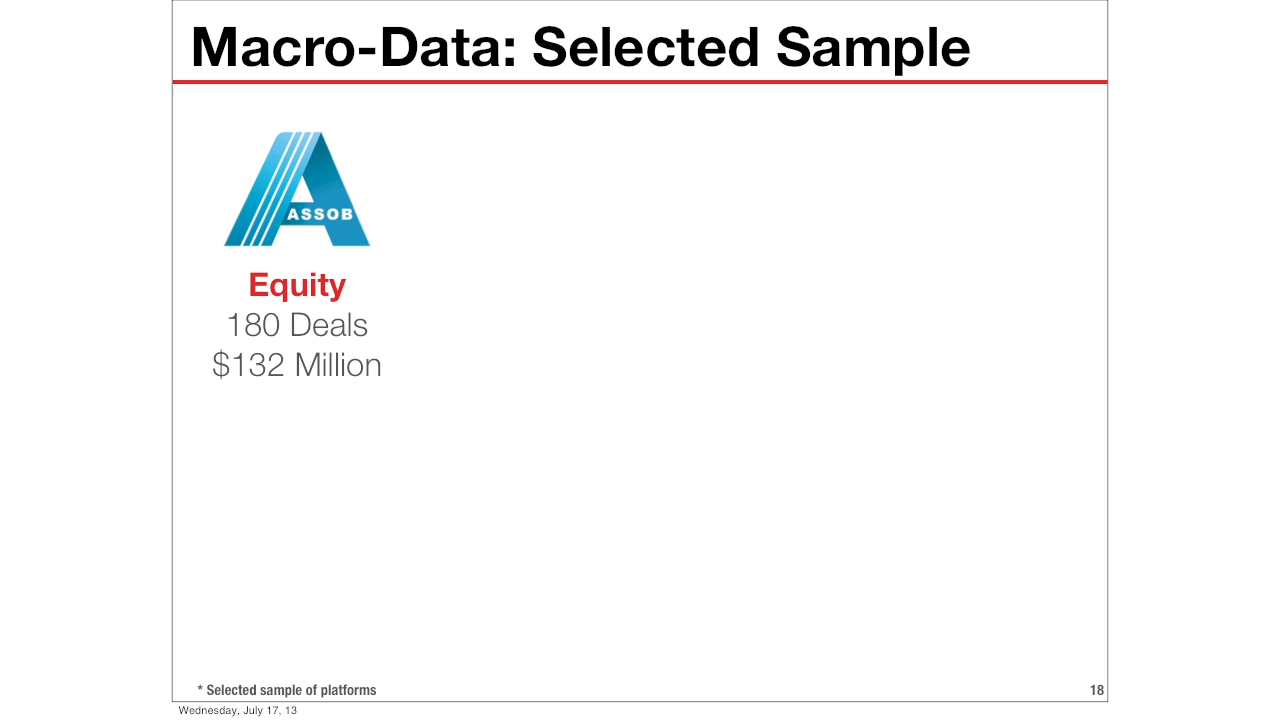 Macro-Data: Selected Sample
ASSOB
Equity
180 Deals
$132 Million
* Selected sample of platforms
18
Wednesday, July 17, 13